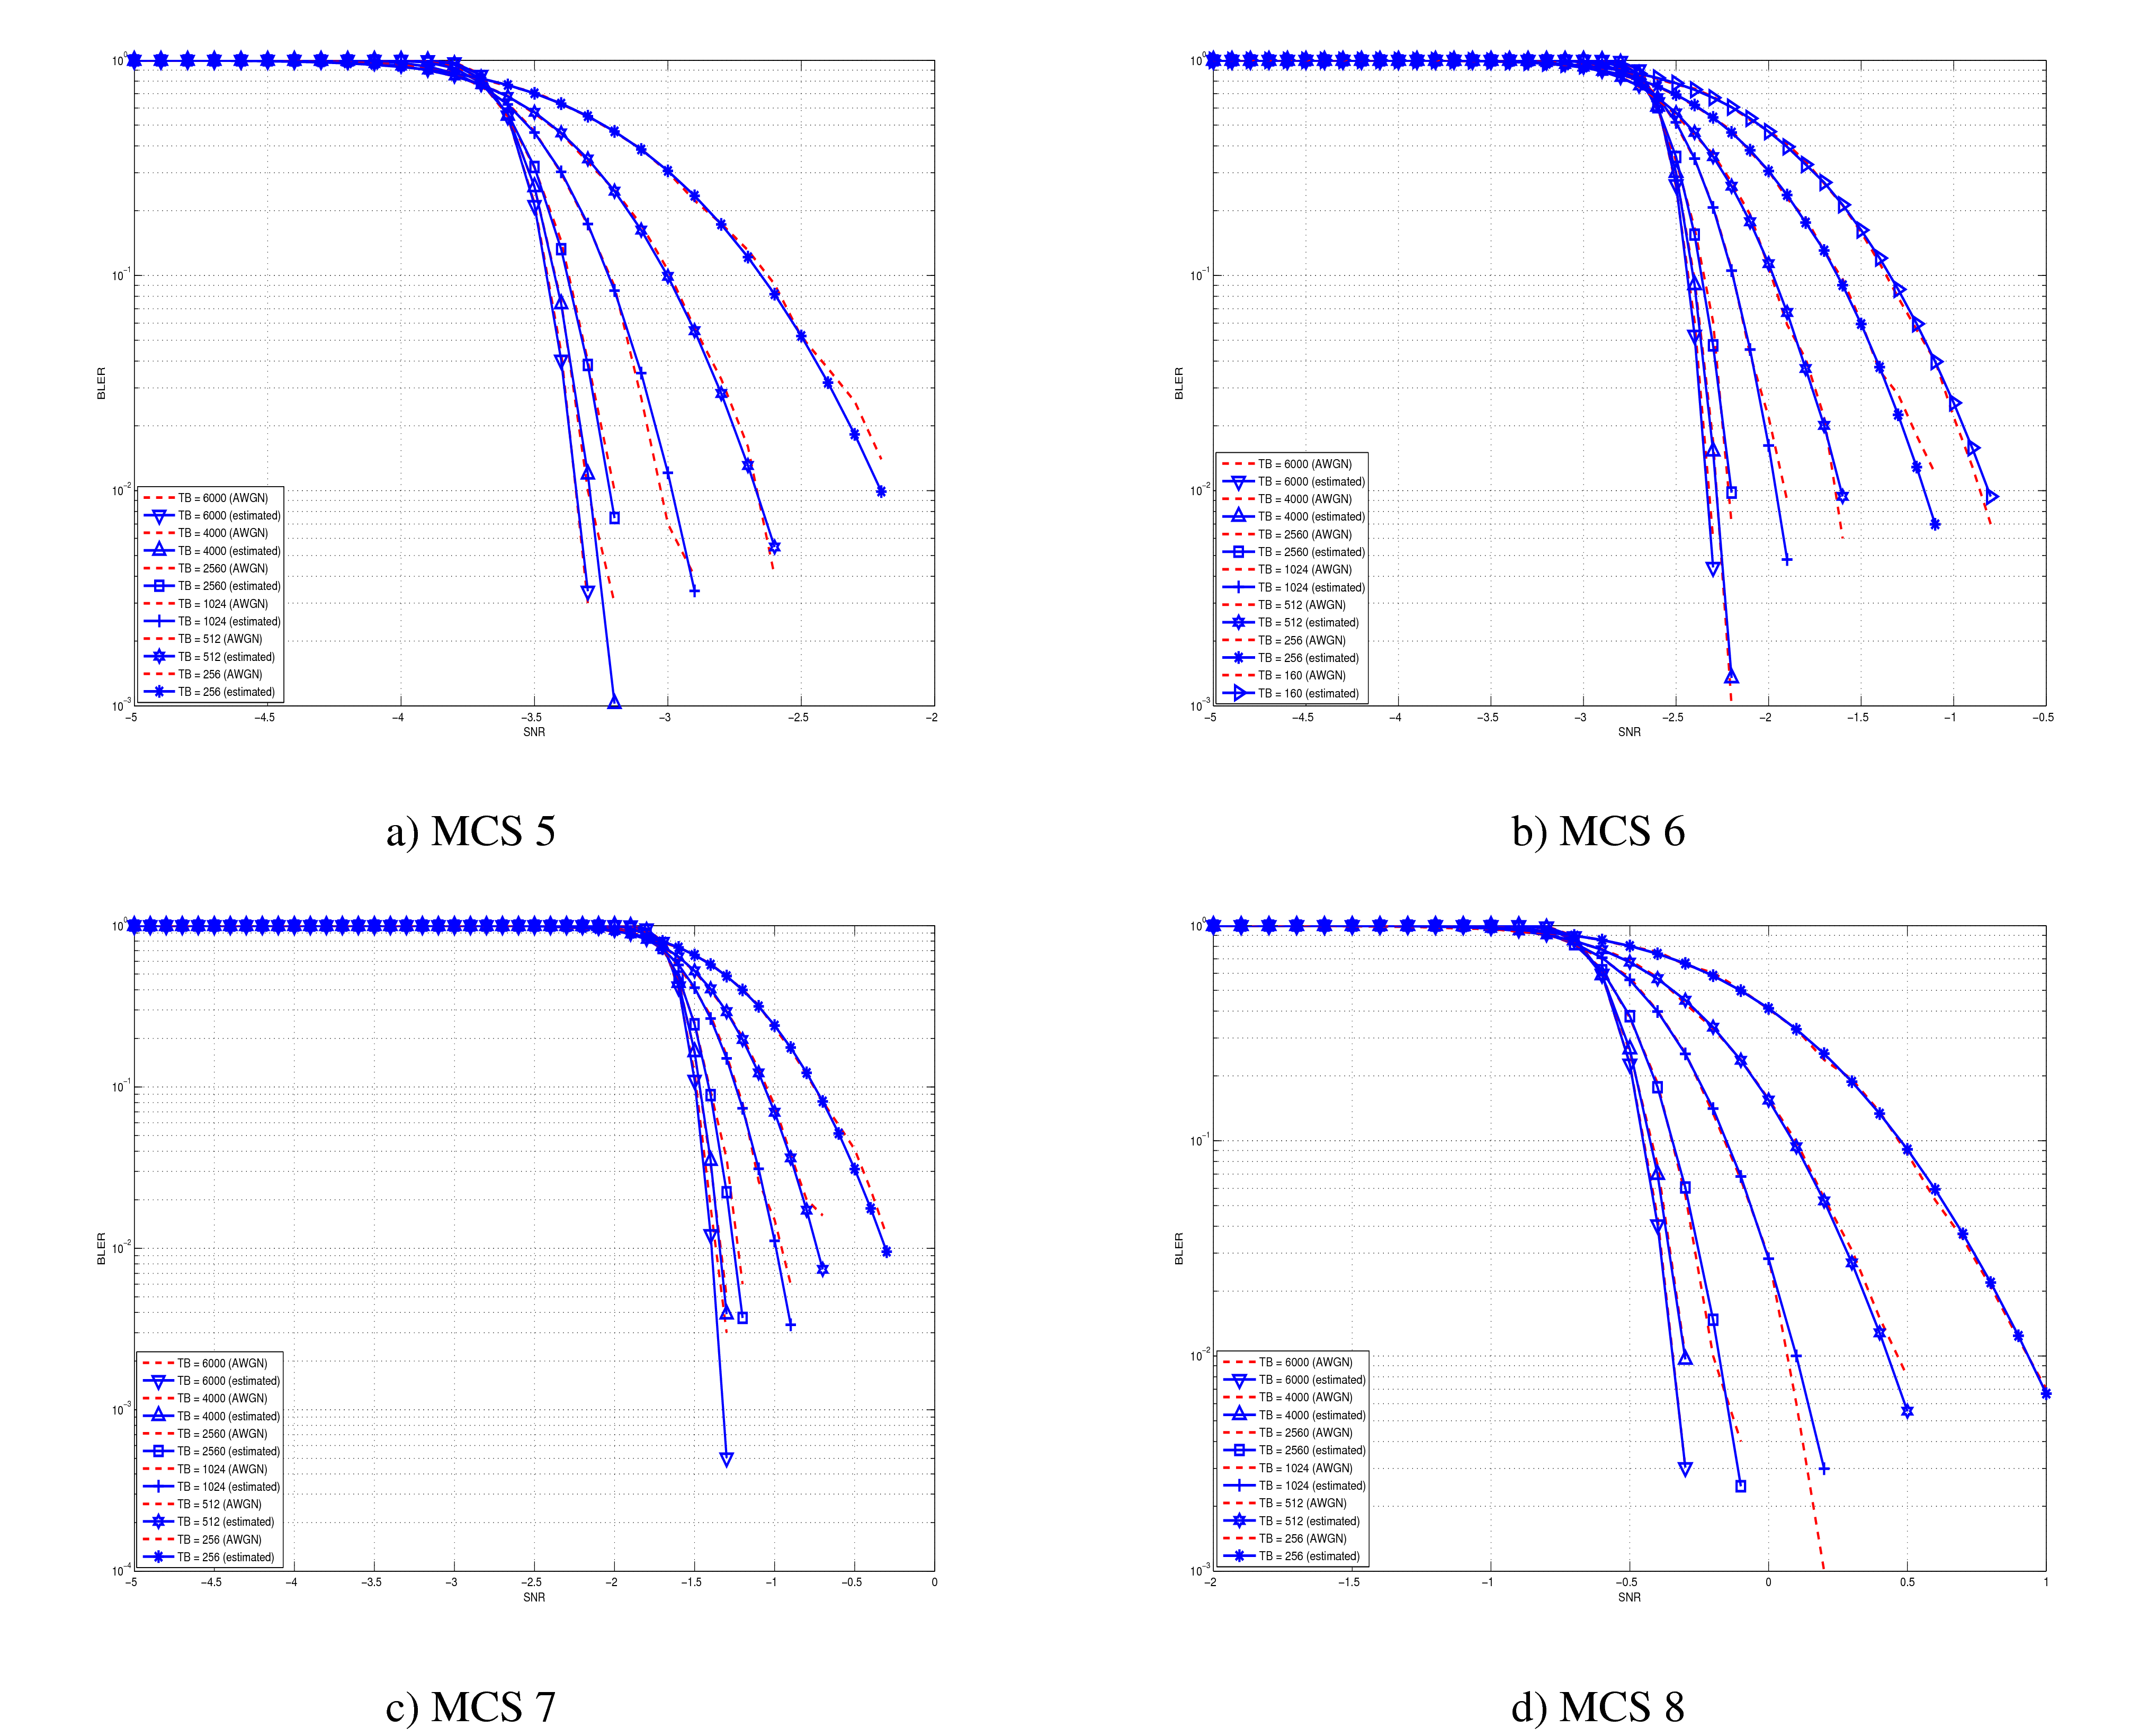 10^0
10^-1
10^-2
10^-3
BLER
TB = 6000 (AWGN)
TB = 6000 (estimated)
TB = 4000 (AWGN)
TB = 4000 (estimated)
TB = 2560 (AWGN)
TB = 2560 (estimated)
TB = 1024 (AWGN)
TB = 1024 (estimated)
TB = 512 (AWGN)
TB = 512 (estimated)
TB = 256 (AWGN)
TB = 256 (estimated)
−5 −4.5 −4 −3.5 −3 −2.5 −2
SNR
a) MCS 5
10^0
10^-1
10^-2
10^-3
BLER
TB = 6000 (AWGN)
TB = 6000 (estimated)
TB = 4000 (AWGN)
TB = 4000 (estimated)
TB = 2560 (AWGN)
TB = 2560 (estimated)
TB = 1024 (AWGN)
TB = 1024 (estimated)
TB = 512 (AWGN)
TB = 512 (estimated)
TB = 256 (AWGN)
TB = 256 (estimated)
TB = 160 (AWGN)
TB = 160 (estimated)
−5 −4.5 −4 −3.5 −3 −2.5 −2 −1.5 −1 −0.5
SNR
b) MCS 6
10^0
10^-1
10^-2
10^-3
10^-4
BLER
TB = 6000 (AWGN)
TB = 6000 (estimated)
TB = 4000 (AWGN)
TB = 4000 (estimated)
TB = 2560 (AWGN)
TB = 2560 (estimated)
TB = 1024 (AWGN)
TB = 1024 (estimated)
TB = 512 (AWGN)
TB = 512 (estimated)
TB = 256 (AWGN)
TB = 256 (estimated)
−5 −4.5 −4 −3.5 −3 −2.5 −2 −1.5 −1 −0.5 0
SNR
c) MCS 7
10^0
10^-1
10^-2
10^-3
BLER
TB = 6000 (AWGN)
TB = 6000 (estimated)
TB = 4000 (AWGN)
TB = 4000 (estimated)
TB = 2560 (AWGN)
TB = 2560 (estimated)
TB = 1024 (AWGN)
TB = 1024 (estimated)
TB = 512 (AWGN)
TB = 512 (estimated)
TB = 256 (AWGN)
TB = 256 (estimated)
−2 −1.5 −1 −0.5 0 0.5 1
SNR
d) MCS 8